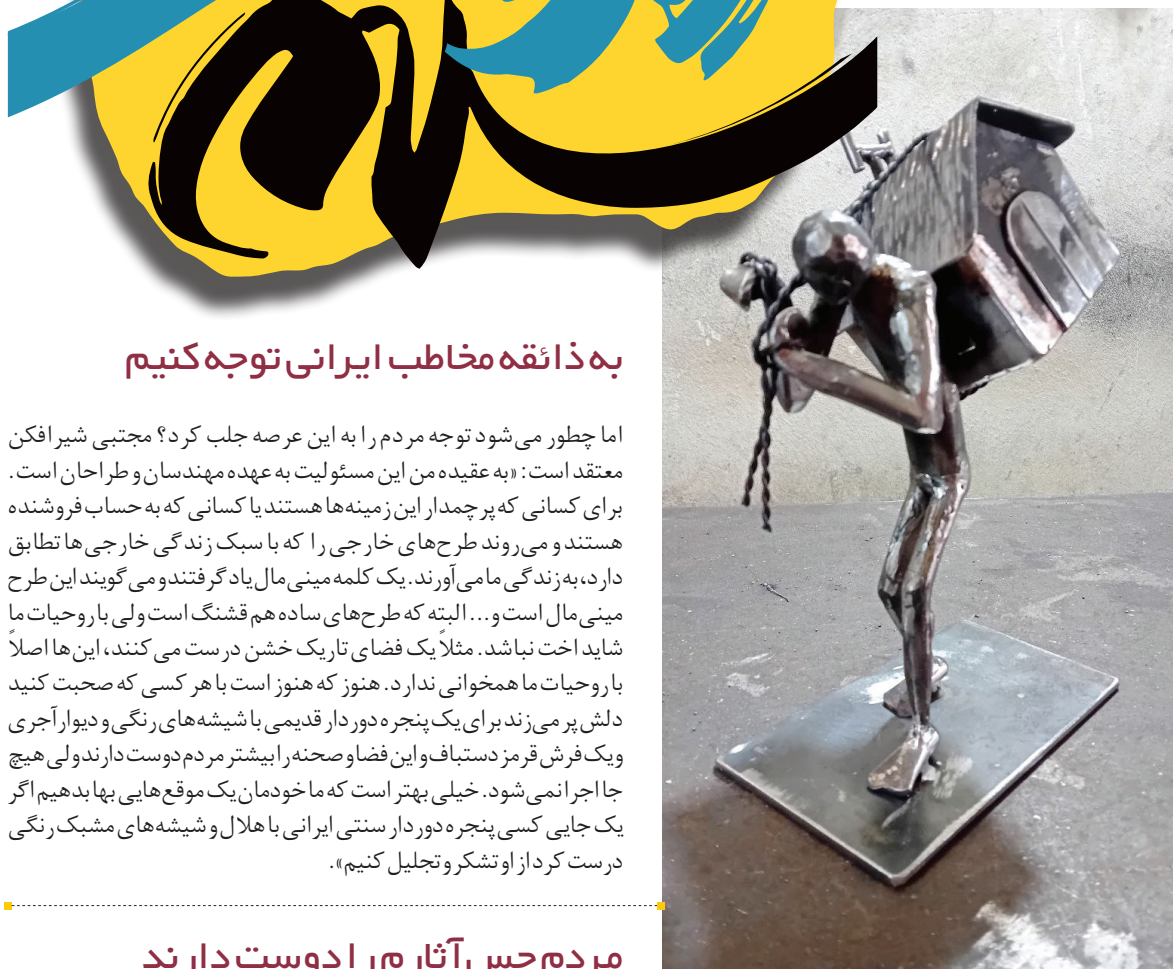 به ذائقه مخاطب ایرانی توجه کنیم
اما چطور می‌شود توجه مردم را به این عرصه جلب کرد؟ مجتبی شیرافکن
معتقد است: «به عقیده من این مسئولیت به عهده مهندسان و طراحان است.
برای کسانی که پرچمدار این زمینه‌ها هستند یا کسانی که به حساب فروشنده
هستند و می‌روند طرح‌های خارجی را که با سبک زندگی خارجی‌ها تطابق
دارد، به زندگی ما می‌آورند. یک کلمه مینی‌مال یاد گرفتند و می‌گویند این طرح
مینی‌مال است و... البته که طرح‌های ساده هم قشنگ است ولی با روحیات ما
شاید اخت نباشد. مثلاً یک فضای تاریک خشن درست می‌کنند، این‌ها اصلاً
با روحیات ما همخوانی ندارد. هنوز که هنوز است با هر کسی که صحبت کنید
دلش پر می‌زند برای یک پنجره دوردار قدیمی با شیشه‌های رنگی و دیوار آجری
و یک فرش قرمز دستباف و این فضا و صحنه را بیشتر مردم دوست دارند ولی هیچ
جا اجرا نمی‌شود. خیلی بهتر است که ما خودمان یک موقع‌هایی بها بدهیم اگر
یک جایی کسی پنجره دوردار سنتی ایرانی با هلال و شیشه‌های مشبک رنگی
درست کرد از او تشکر و تجلیل کنیم».
مردم حس آثارم را دوست دارند